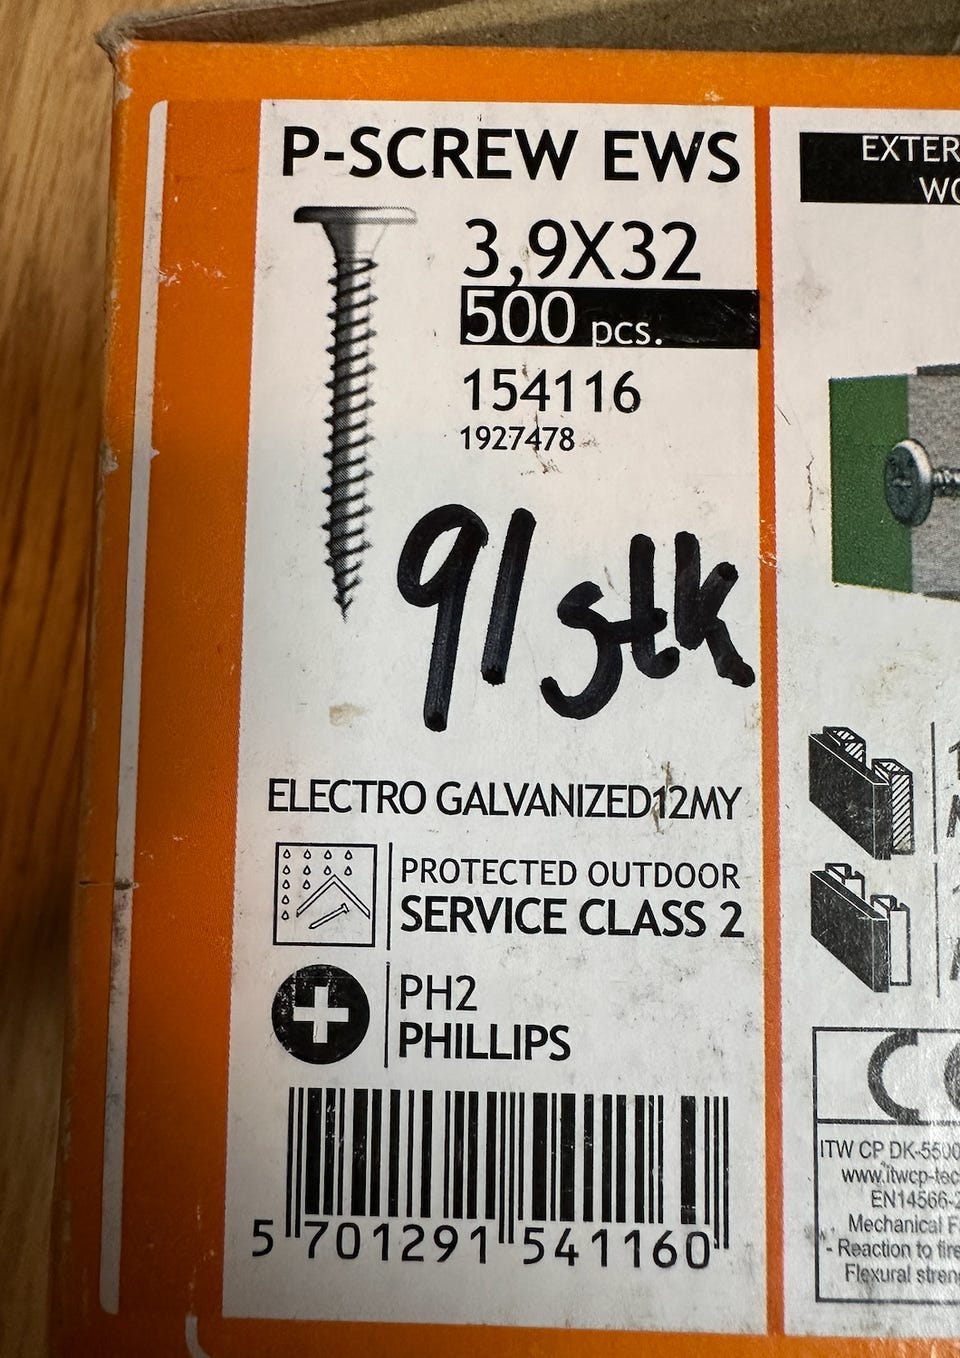 P-SCREW EWS
3,9X32
500 pcs.
154116
1927478
91 stk
ELECTRO GALVANIZED12MY
PROTECTED OUTDOOR
SERVICE CLASS 2
PH2
PHILLIPS
5 701291 541160
EXTER
WO
CE
ITW CP DK-5500
www.itwcp-tec
EN14566-2
Mechanical F
- Reaction to fire
Flexural stren